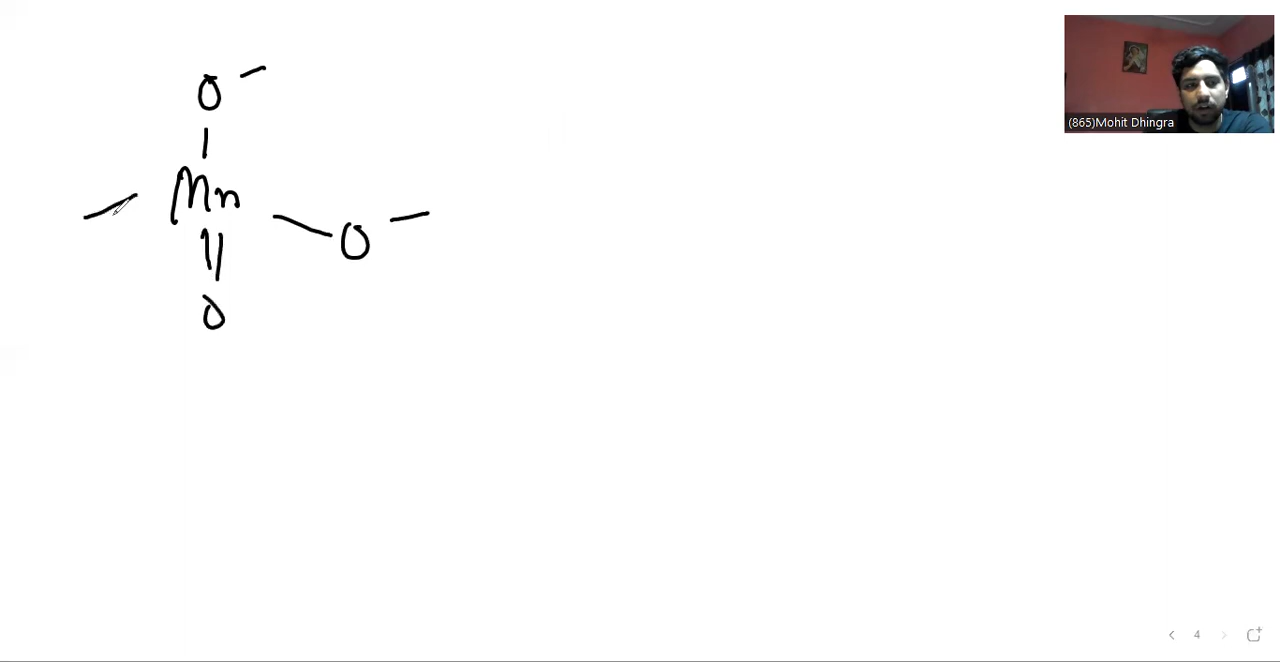 O –
Mn
O –
O
(865)Mohit Dhingra
4